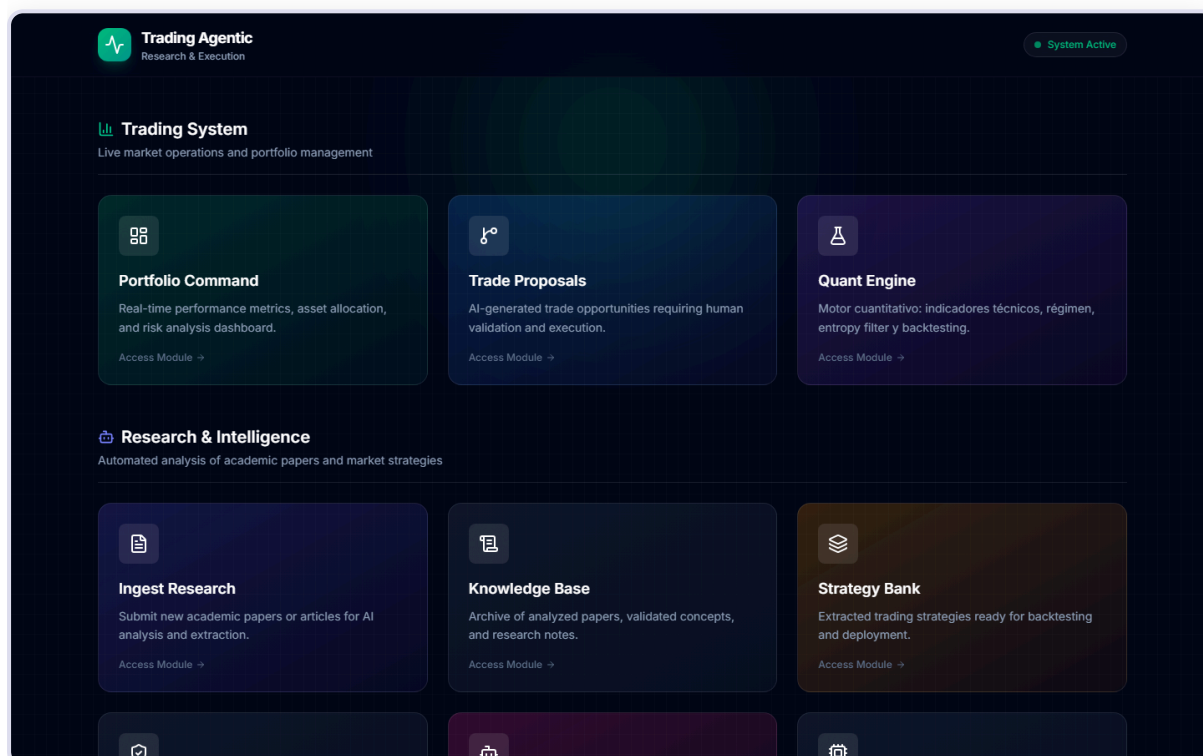 Trading Agentic
Research & Execution
System Active
Trading System
Live market operations and portfolio management
Portfolio Command
Real-time performance metrics, asset allocation,
and risk analysis dashboard.
Access Module →
Trade Proposals
AI-generated trade opportunities requiring human
validation and execution.
Access Module →
Quant Engine
Motor cuantitativo: indicadores técnicos, régimen,
entropy filter y backtesting.
Access Module →
Research & Intelligence
Automated analysis of academic papers and market strategies
Ingest Research
Submit new academic papers or articles for AI
analysis and extraction.
Access Module →
Knowledge Base
Archive of analyzed papers, validated concepts,
and research notes.
Access Module →
Strategy Bank
Extracted trading strategies ready for backtesting
and deployment.
Access Module →